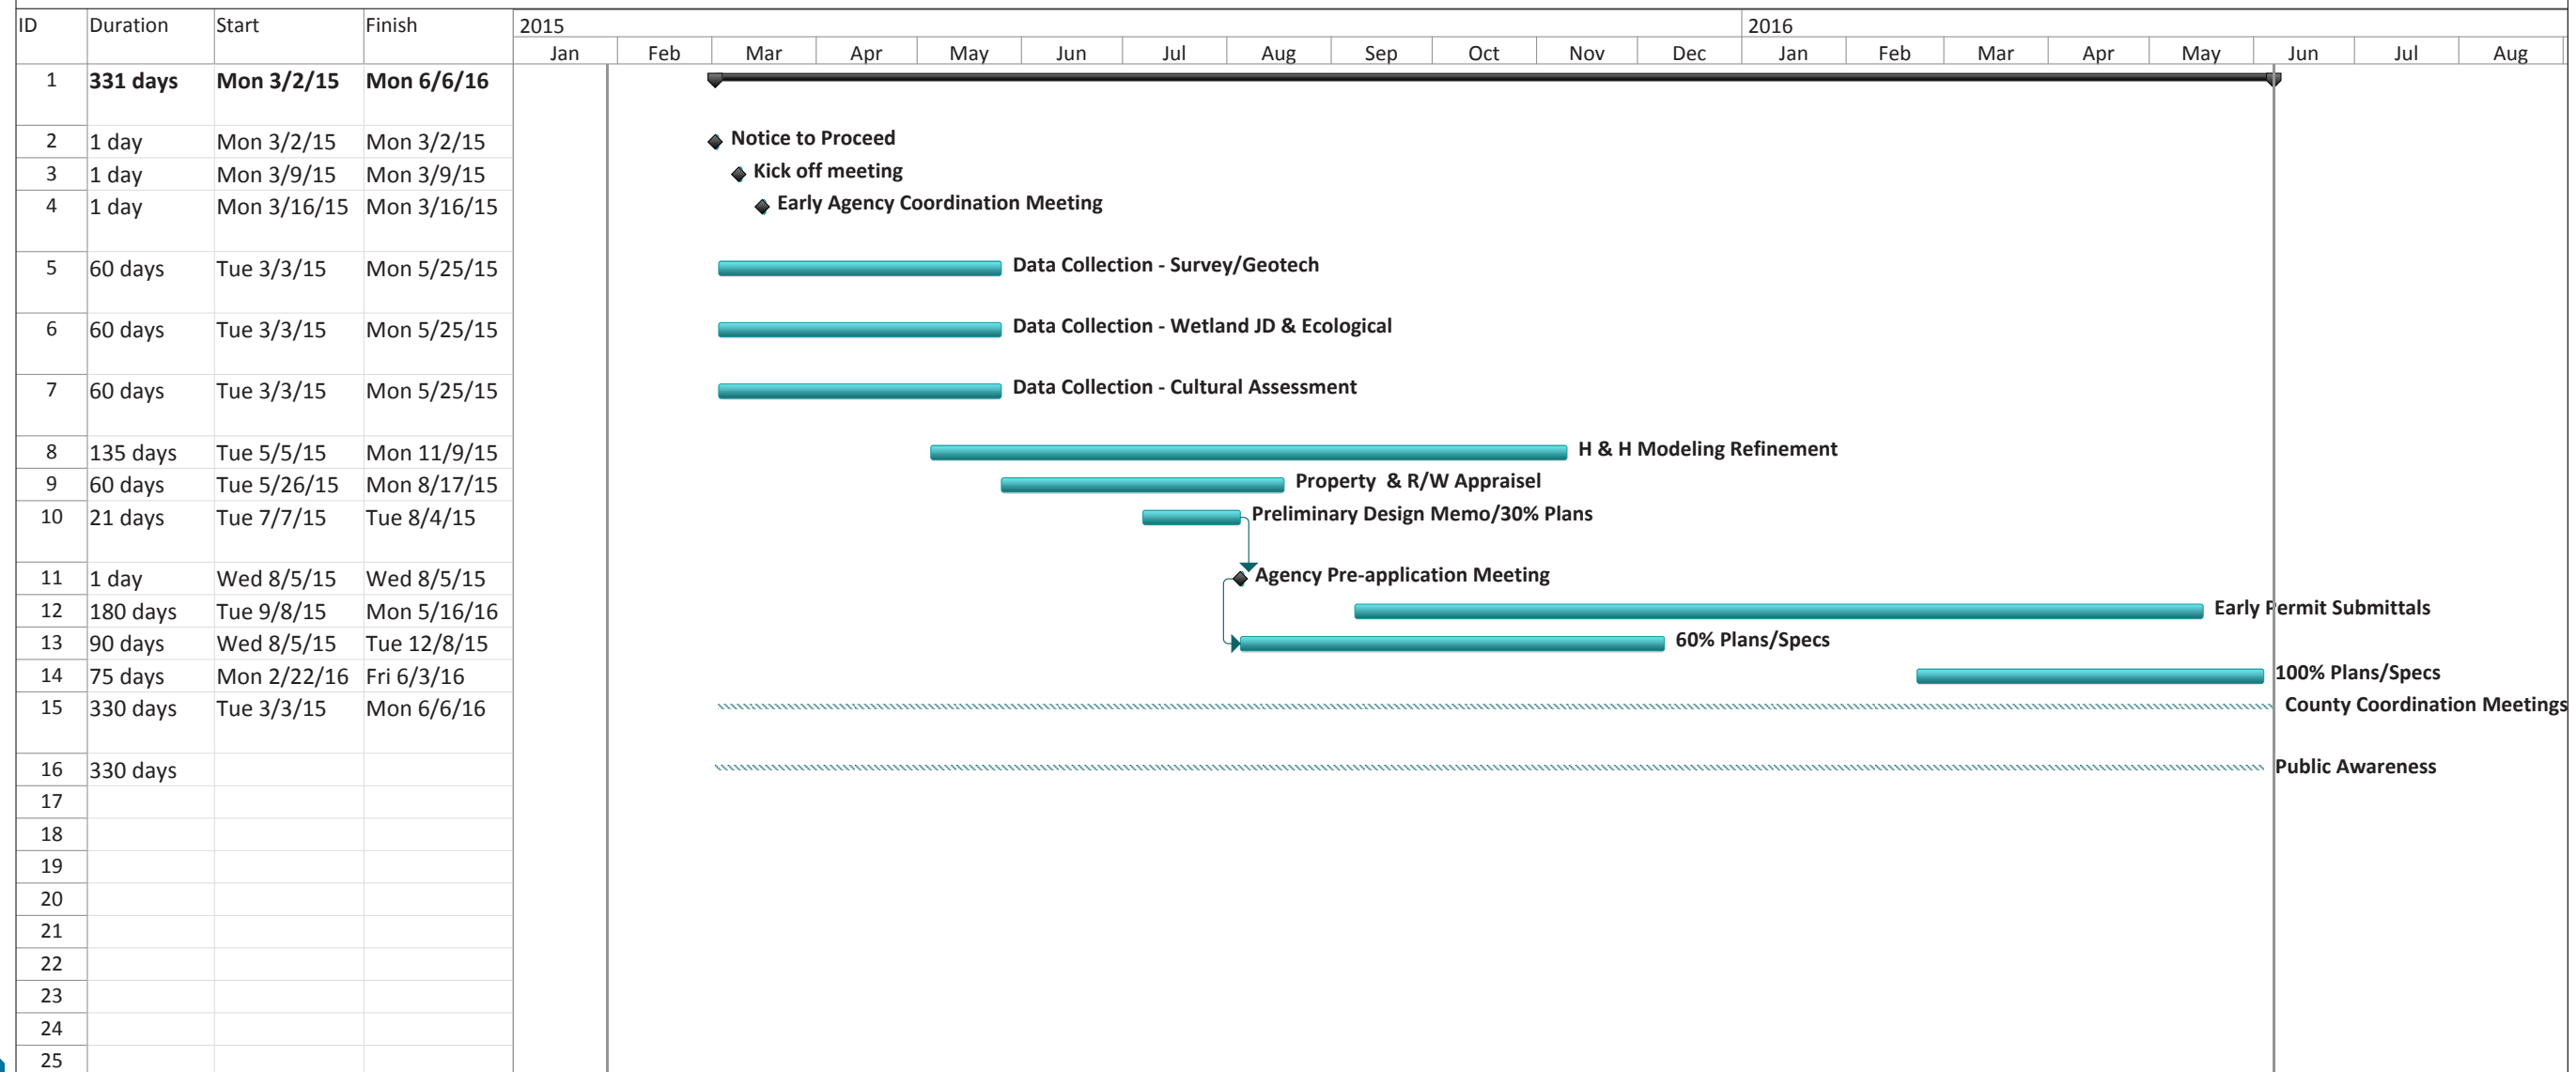 ID Duration Start Finish 2015 2016
Jan Feb Mar Apr May Jun Jul Aug Sep Oct Nov Dec Jan Feb Mar Apr May Jun Jul Aug
1 331 days Mon 3/2/15 Mon 6/6/16
2 1 day Mon 3/2/15 Mon 3/2/15 Notice to Proceed
3 1 day Mon 3/9/15 Mon 3/9/15 Kick off meeting
4 1 day Mon 3/16/15 Mon 3/16/15 Early Agency Coordination Meeting
5 60 days Tue 3/3/15 Mon 5/25/15 Data Collection - Survey/Geotech
6 60 days Tue 3/3/15 Mon 5/25/15 Data Collection - Wetland JD & Ecological
7 60 days Tue 3/3/15 Mon 5/25/15 Data Collection - Cultural Assessment
8 135 days Tue 5/5/15 Mon 11/9/15 H & H Modeling Refinement
9 60 days Tue 5/26/15 Mon 8/17/15 Property & R/W Appraisel
10 21 days Tue 7/7/15 Tue 8/4/15 Preliminary Design Memo/30% Plans
11 1 day Wed 8/5/15 Wed 8/5/15 Agency Pre-application Meeting
12 180 days Tue 9/8/15 Mon 5/16/16 Early Permit Submittals
13 90 days Wed 8/5/15 Tue 12/8/15 60% Plans/Specs
14 75 days Mon 2/22/16 Fri 6/3/16 100% Plans/Specs
15 330 days Tue 3/3/15 Mon 6/6/16 County Coordination Meetings
16 330 days Public Awareness
17
18
19
20
21
22
23
24
25